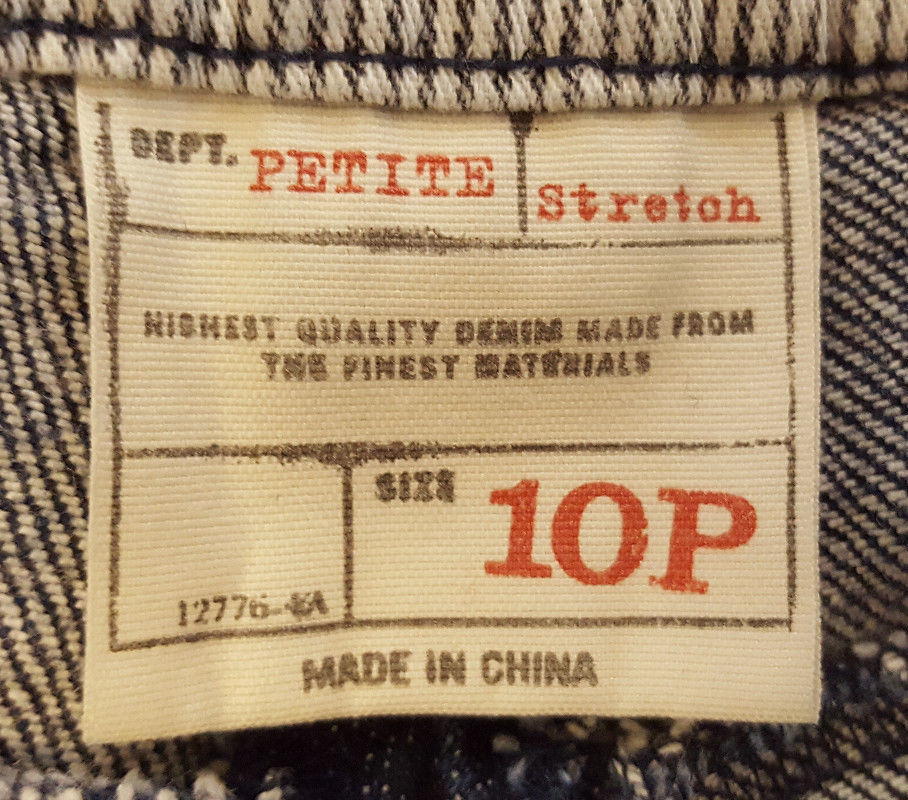 DEPT. PETITE
Stretch
HIGHEST QUALITY DENIM MADE FROM
THE FINEST MATERIALS
SIZE 10P
12776-
MADE IN CHINA